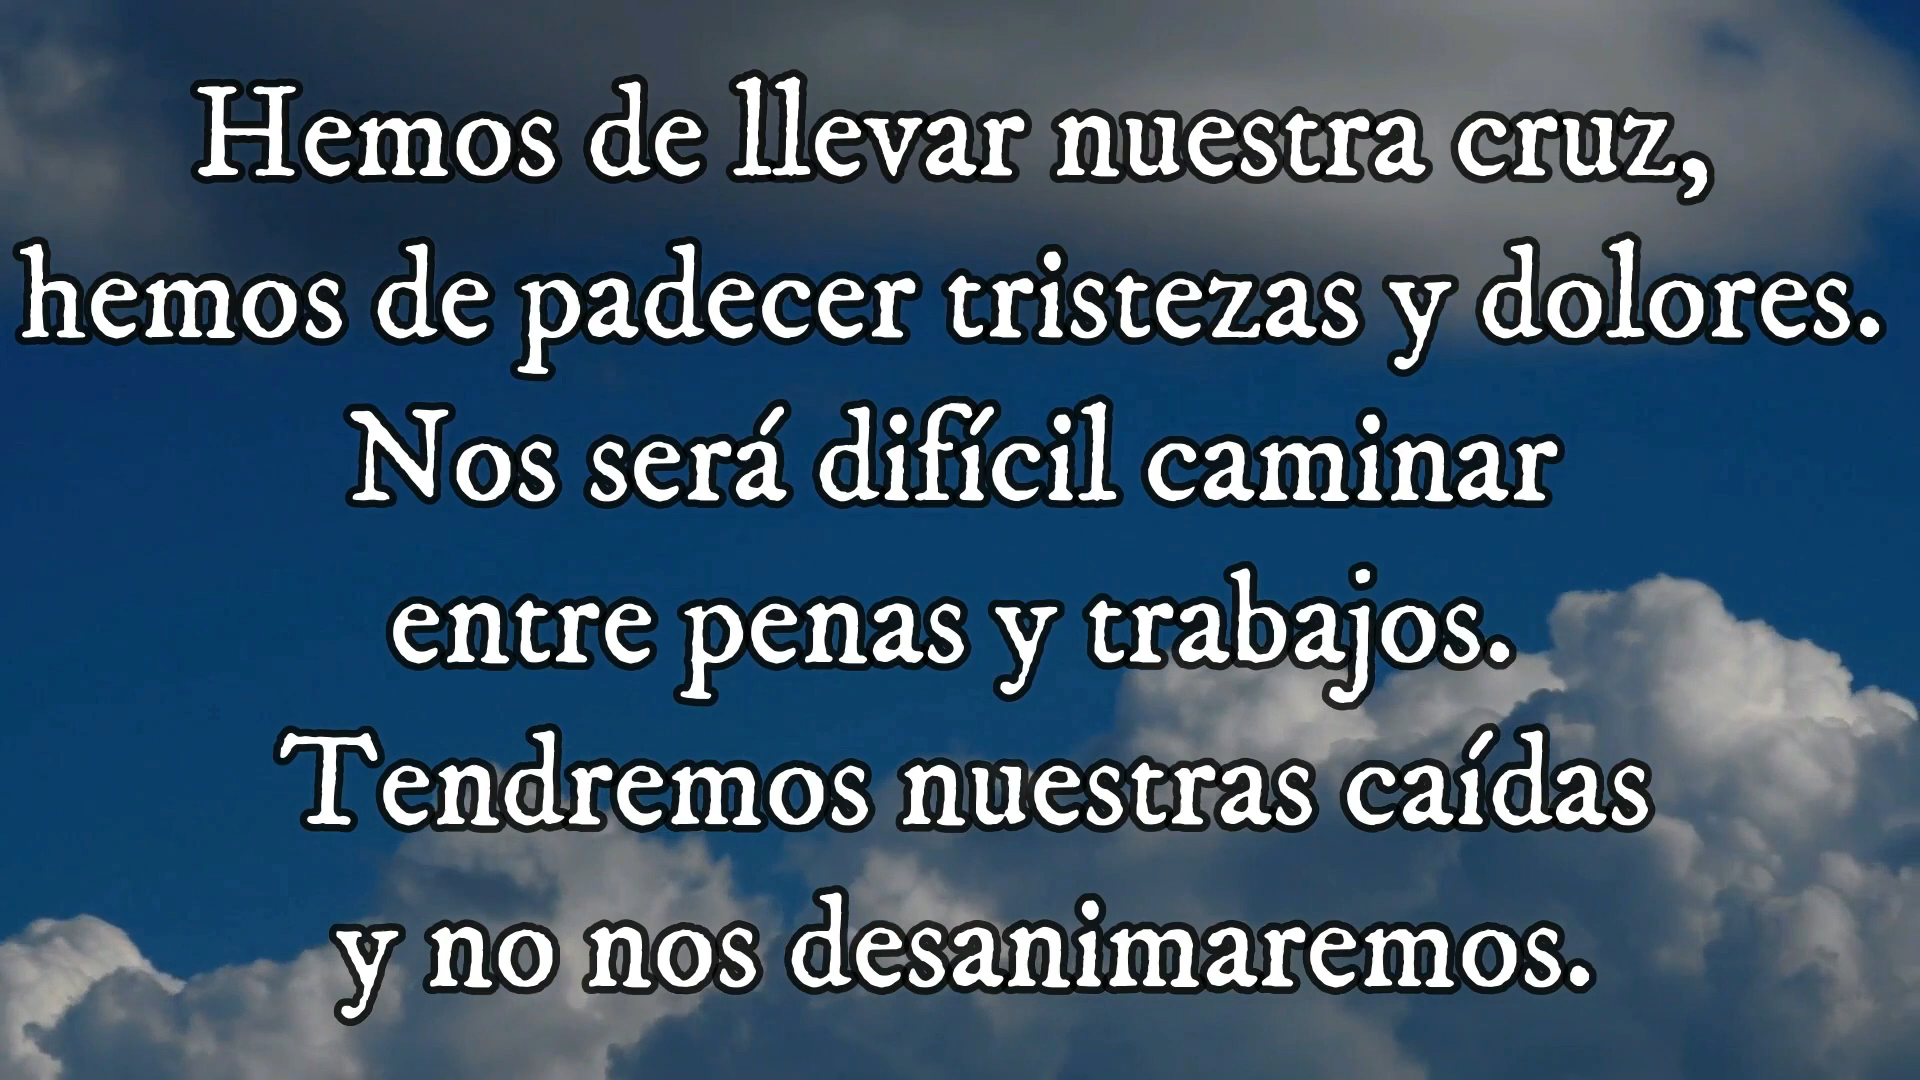 Hemos de llevar nuestra cruz,
hemos de padecer tristezas y dolores.
Nos será difícil caminar
entre penas y trabajos.
Tendremos nuestras caídas
y no nos desanimaremos.